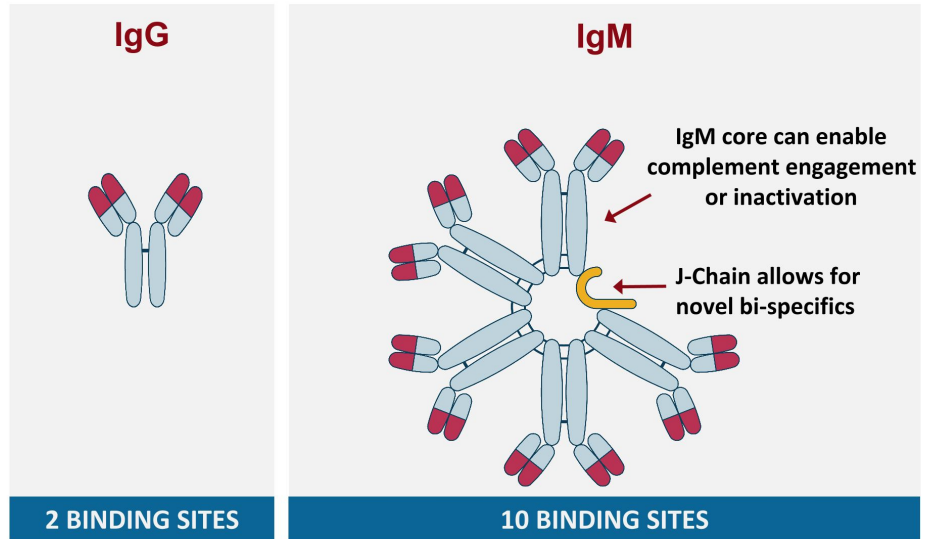 IgG
IgM
IgM core can enable
complement engagement
or inactivation
J-Chain allows for
novel bi-specifics
2 BINDING SITES
10 BINDING SITES